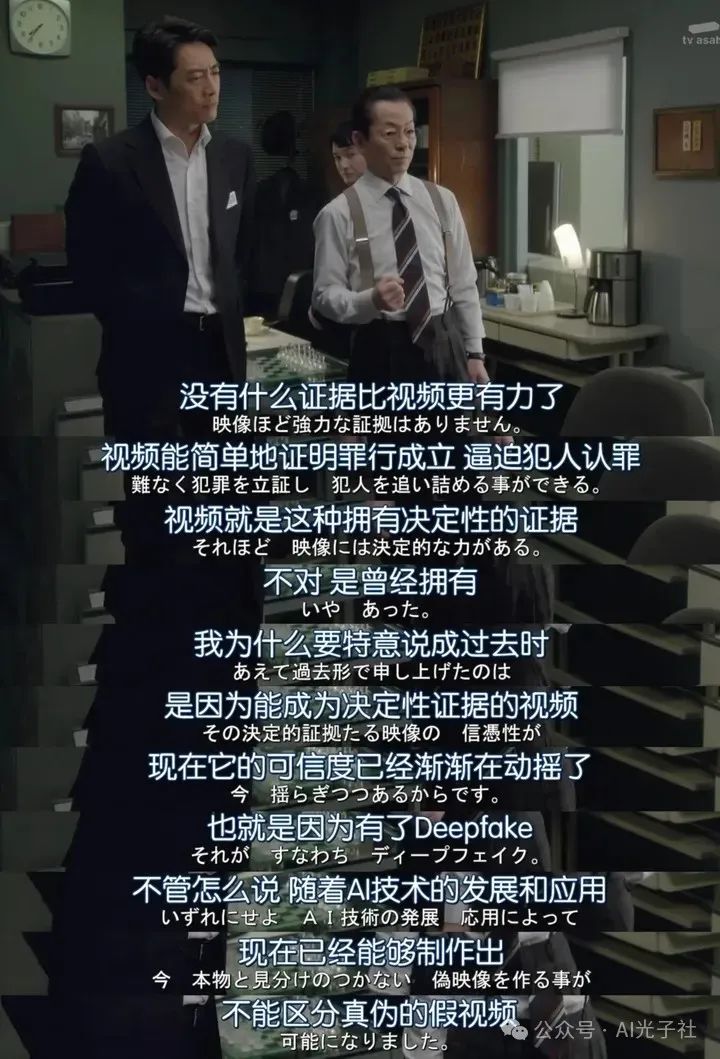 tv asahi
没有什么证据比视频更有力了
映像ほど強力な証拠はありません。
视频能简单地证明罪行成立 逼迫犯人认罪
難なく犯罪を立証し 犯人を追い詰める事ができる。
视频就是这种拥有决定性的证据
それほど 映像には決定的な力がある。
不对 是曾经拥有
いや あった。
我为什么要特意说成过去时
あえて過去形で申し上げたのは
是因为能成为决定性证据的视频
その決定的証拠たる映像の 信憑性が
现在它的可信度已经渐渐在动摇了
今 揺らぎつつあるからです。
也就是因为有了Deepfake
それが すなわち ディープフェイク。
不管怎么说 随着AI技术的发展和应用
いずれにせよ AI技術の発展 応用によって
现在已经能够制作出
今 本物と見分けのつかない 偽映像を作る事が
不能区分真伪的假视频
可能になりました。
公众号·AI光子社